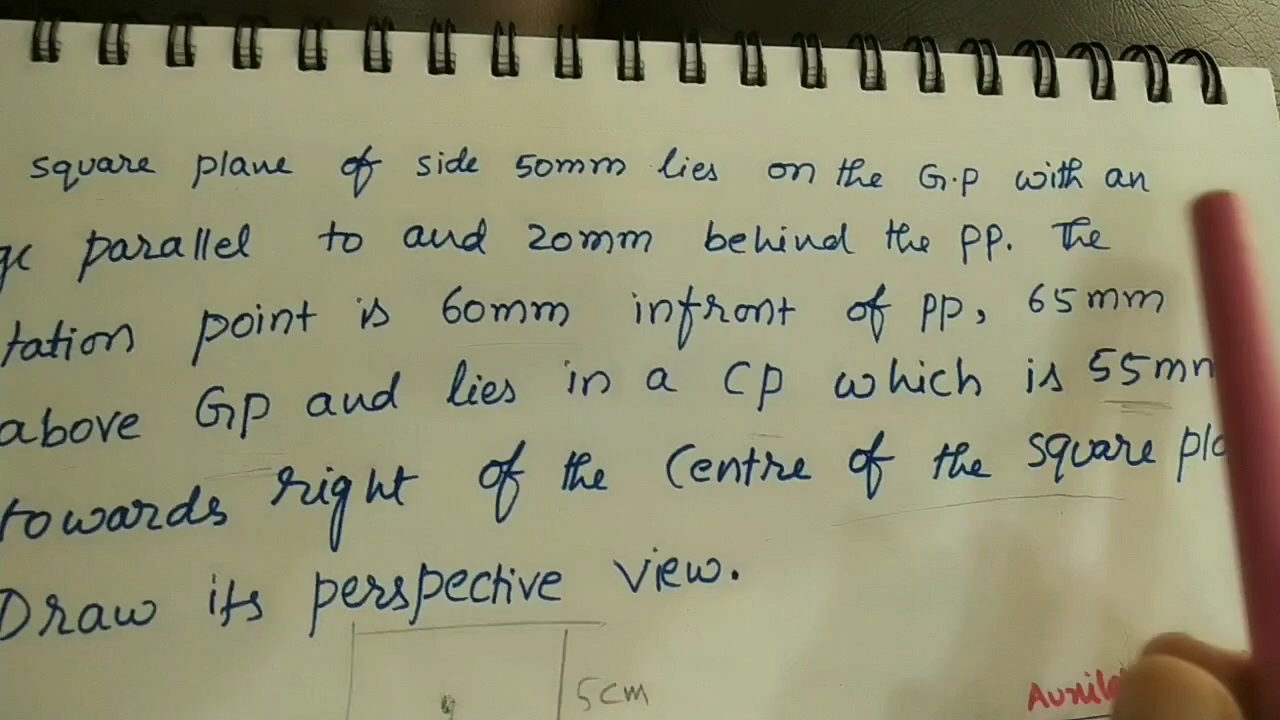 square plane of side 50mm lies on the G.P with an
parallel to and 20mm behind the PP. The
tation point is 60mm infront of PP, 65mm
above GP and lies in a CP which is 55mm
towards right of the Centre of the square
Draw its perspective view.
5cm